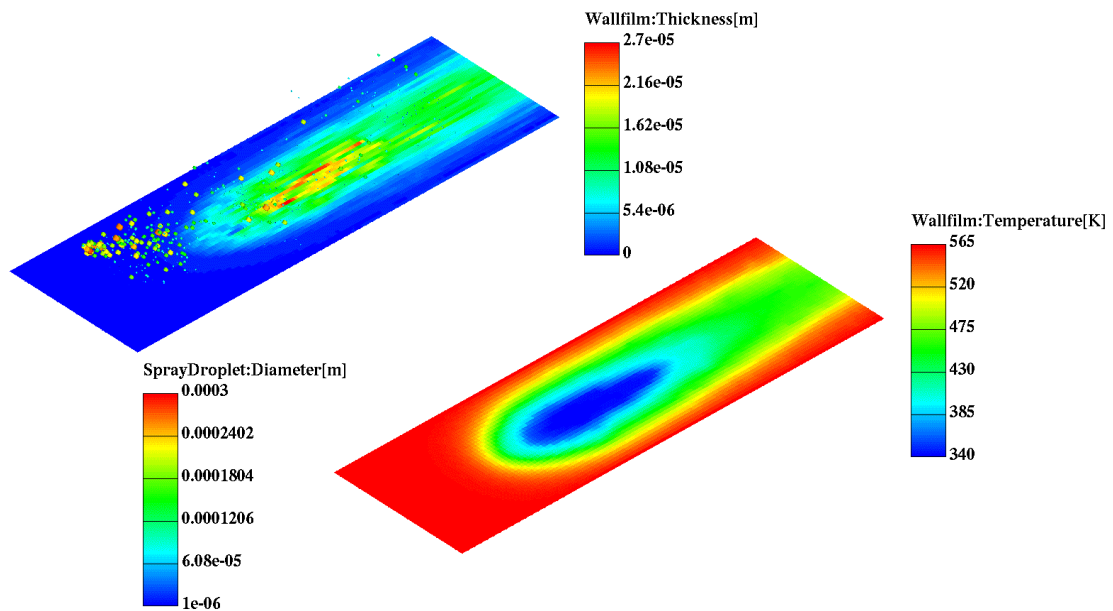 Wallfilm:Thickness[m]
2.7e-05
2.16e-05
1.62e-05
1.08e-05
5.4e-06
0
Wallfilm:Temperature[K]
565
520
475
430
385
340
SprayDroplet:Diameter[m]
0.0003
0.0002402
0.0001804
0.0001206
6.08e-05
1e-06